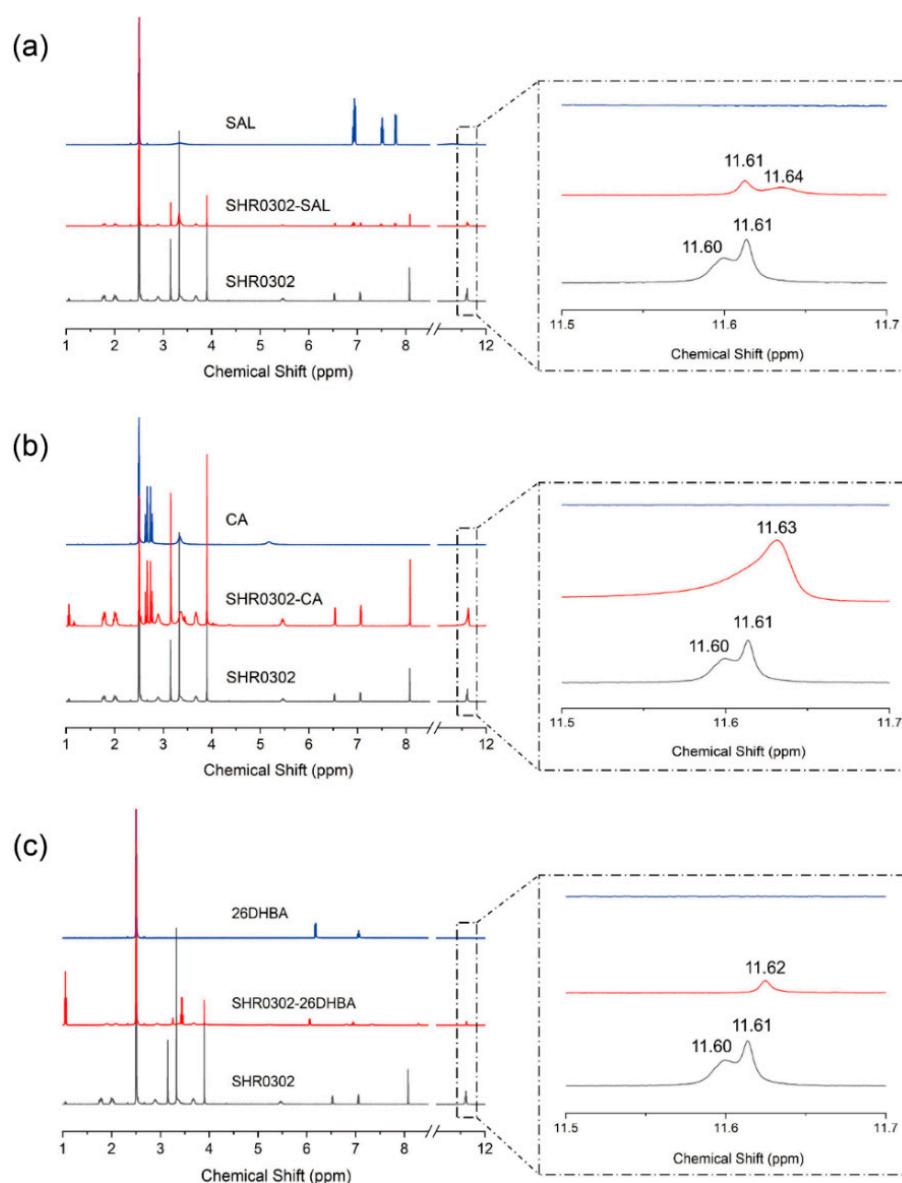 (a)
SAL
SHR0302-SAL
SHR0302
1 2 3 4 5 6 7 8 12
Chemical Shift (ppm)
11.61
11.64
11.61
11.60
11.5 11.6 11.7
Chemical Shift (ppm)
(b)
CA
SHR0302-CA
SHR0302
1 2 3 4 5 6 7 8 12
Chemical Shift (ppm)
11.63
11.61
11.60
11.5 11.6 11.7
Chemical Shift (ppm)
(c)
26DHBA
SHR0302-26DHBA
SHR0302
1 2 3 4 5 6 7 8 12
Chemical Shift (ppm)
11.62
11.61
11.60
11.5 11.6 11.7
Chemical Shift (ppm)